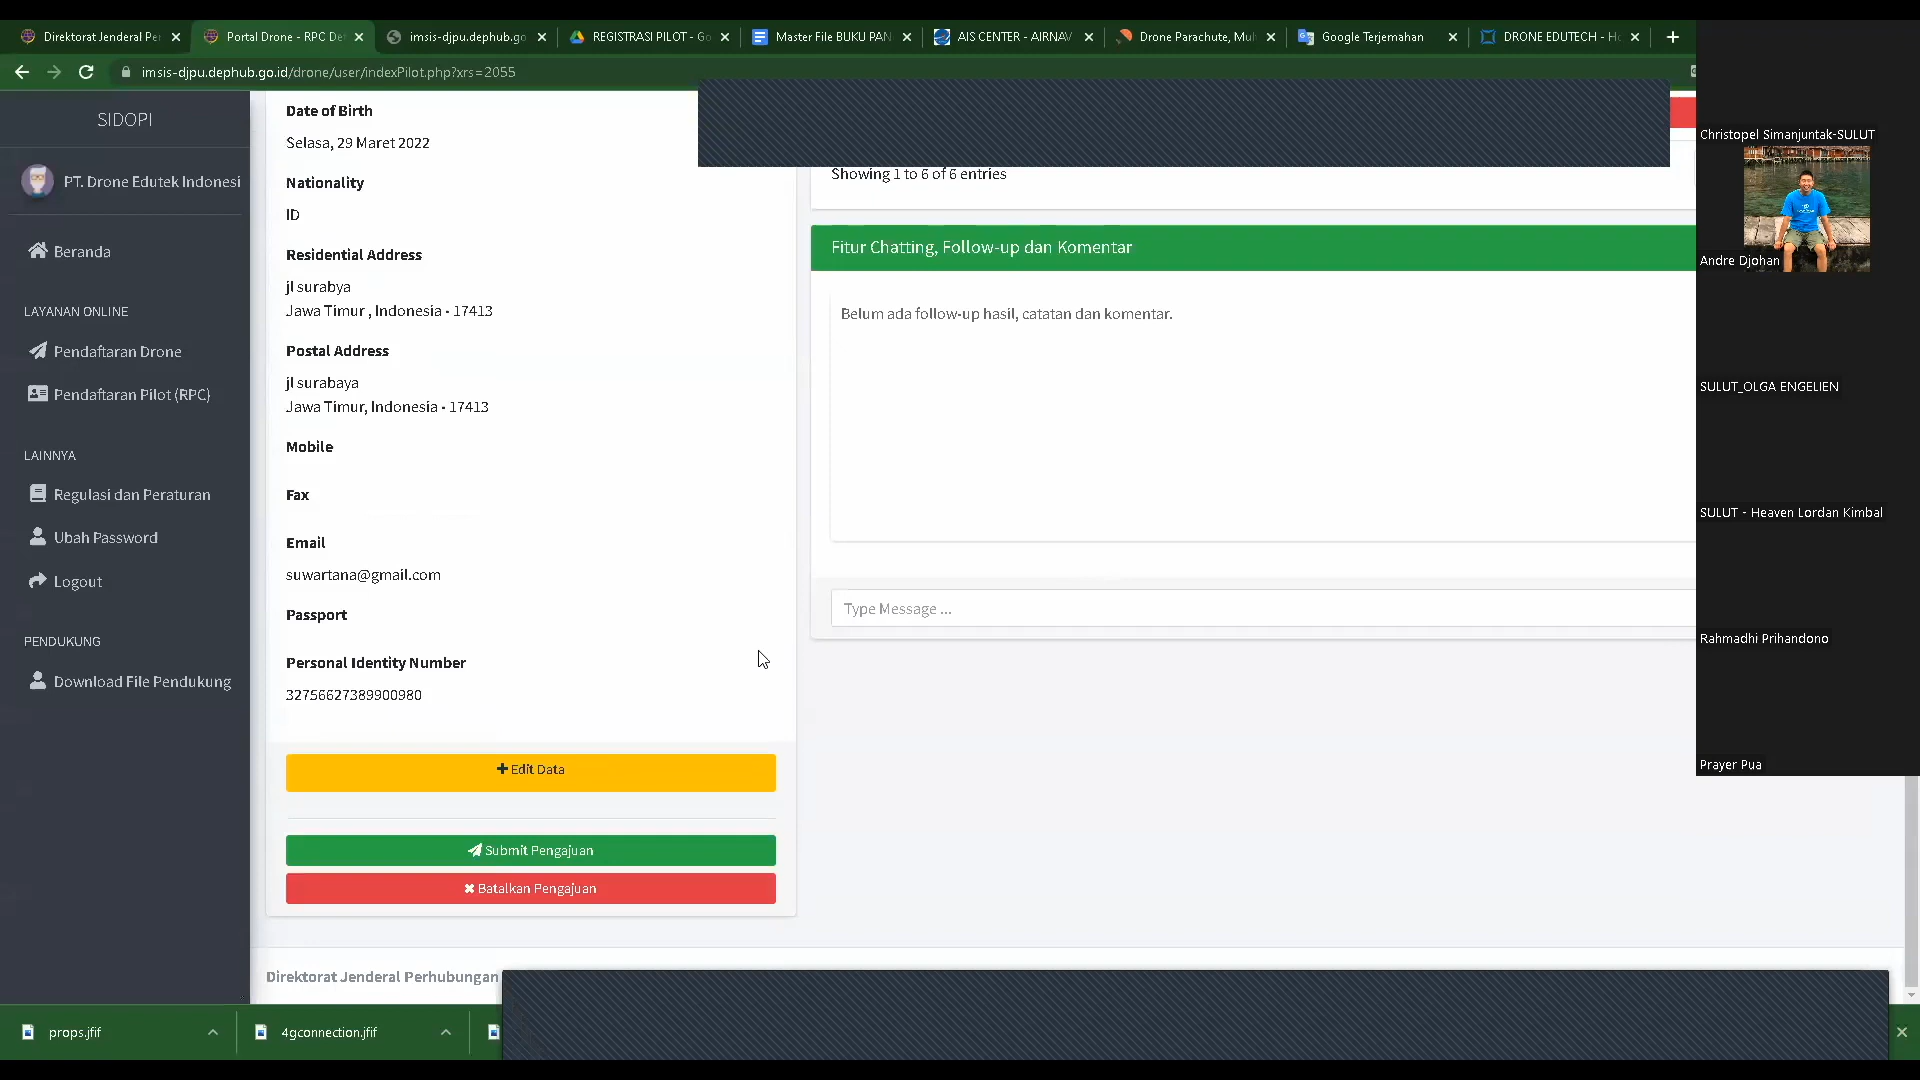 Direktorat Jenderal Pe
Portal Drone - RPC De
imsis-djpu.dephub.go
REGISTRASI PILOT - Go
Master File BUKU PAN
AIS CENTER - AIRNAV
Drone Parachute, Mul
Google Terjemahan
DRONE EDUTECH - Ho
imsis-djpu.dephub.go.id/drone/user/indexPilot.php?xrs=2055
SIDOPI
PT. Drone Edutek Indonesi
Beranda
LAYANAN ONLINE
Pendaftaran Drone
Pendaftaran Pilot (RPC)
LAINNYA
Regulasi dan Peraturan
Ubah Password
Logout
PENDUKUNG
Download File Pendukung
Date of Birth
Selasa, 29 Maret 2022
Nationality
ID
Residential Address
jl surabya
Jawa Timur , Indonesia - 17413
Postal Address
jl surabaya
Jawa Timur, Indonesia - 17413
Mobile
Fax
Email
suwartana@gmail.com
Passport
Personal Identity Number
32756627389900980
Edit Data
Submit Pengajuan
Batalkan Pengajuan
Showing 1 to 6 of 6 entries
Fitur Chatting, Follow-up dan Komentar
Belum ada follow-up hasil, catatan dan komentar.
Type Message ...
Christopel Simanjuntak-SULUT
Andre Djohan
SULUT_OLGA ENGELIEN
SULUT - Heaven Lordan Kimbal
Rahmadhi Prihandono
Prayer Pua
Direktorat Jenderal Perhubungan
props.jfif
4gconnection.jfif